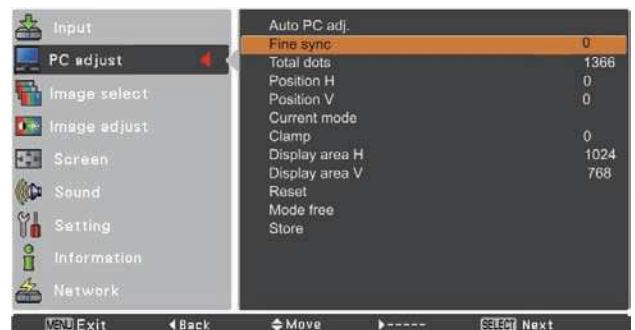 Input
PC adjust
Image select
Image adjust
Screen
Sound
Setting
Information
Network
Auto PC adj.
Fine sync 0
Total dots 1366
Position H 0
Position V 0
Current mode
Clamp 0
Display area H 1024
Display area V 768
Reset
Mode free
Store
MENU Exit ◄Back Move ►----- SELECT Next